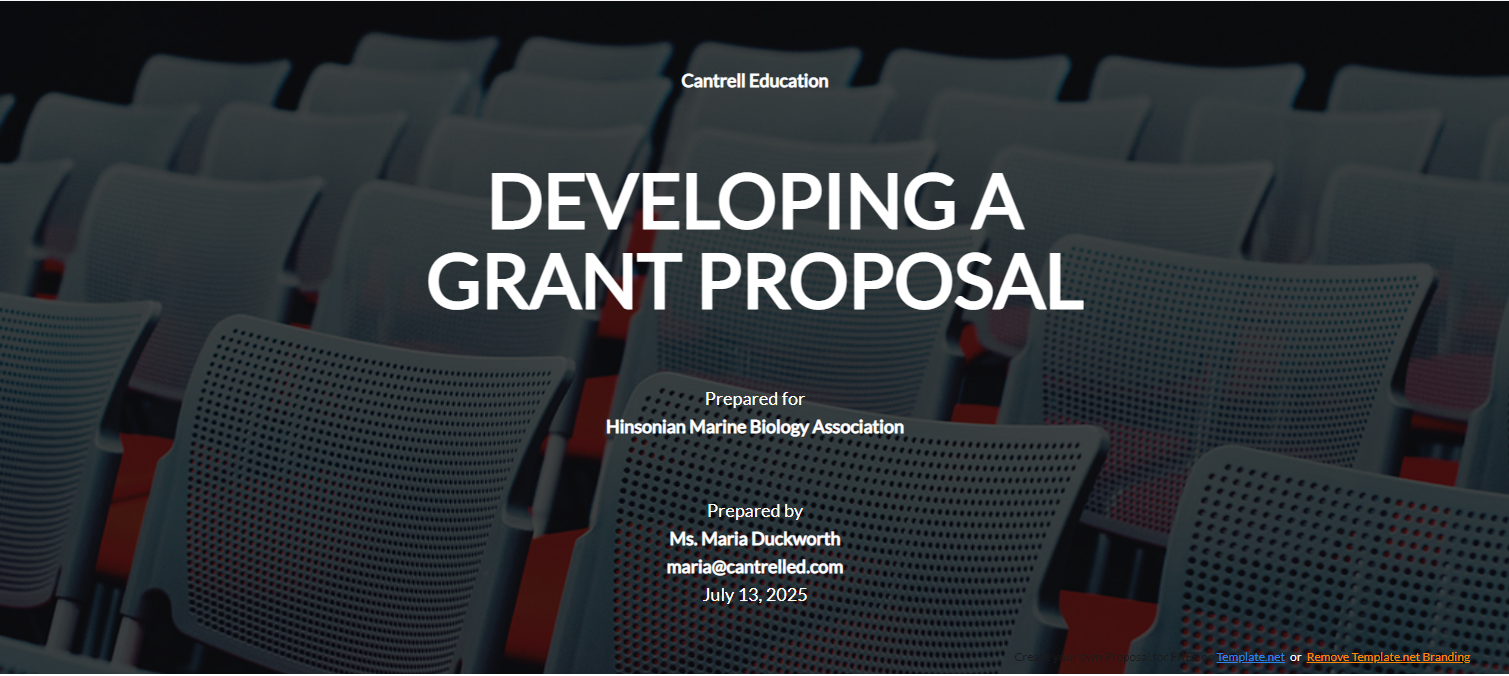 Cantrell Education
DEVELOPING A
GRANT PROPOSAL
Prepared for
Hinsonian Marine Biology Association
Prepared by
Ms. Maria Duckworth
maria@cantrelled.com
July 13, 2025
Template.net or Remove Template.net Branding